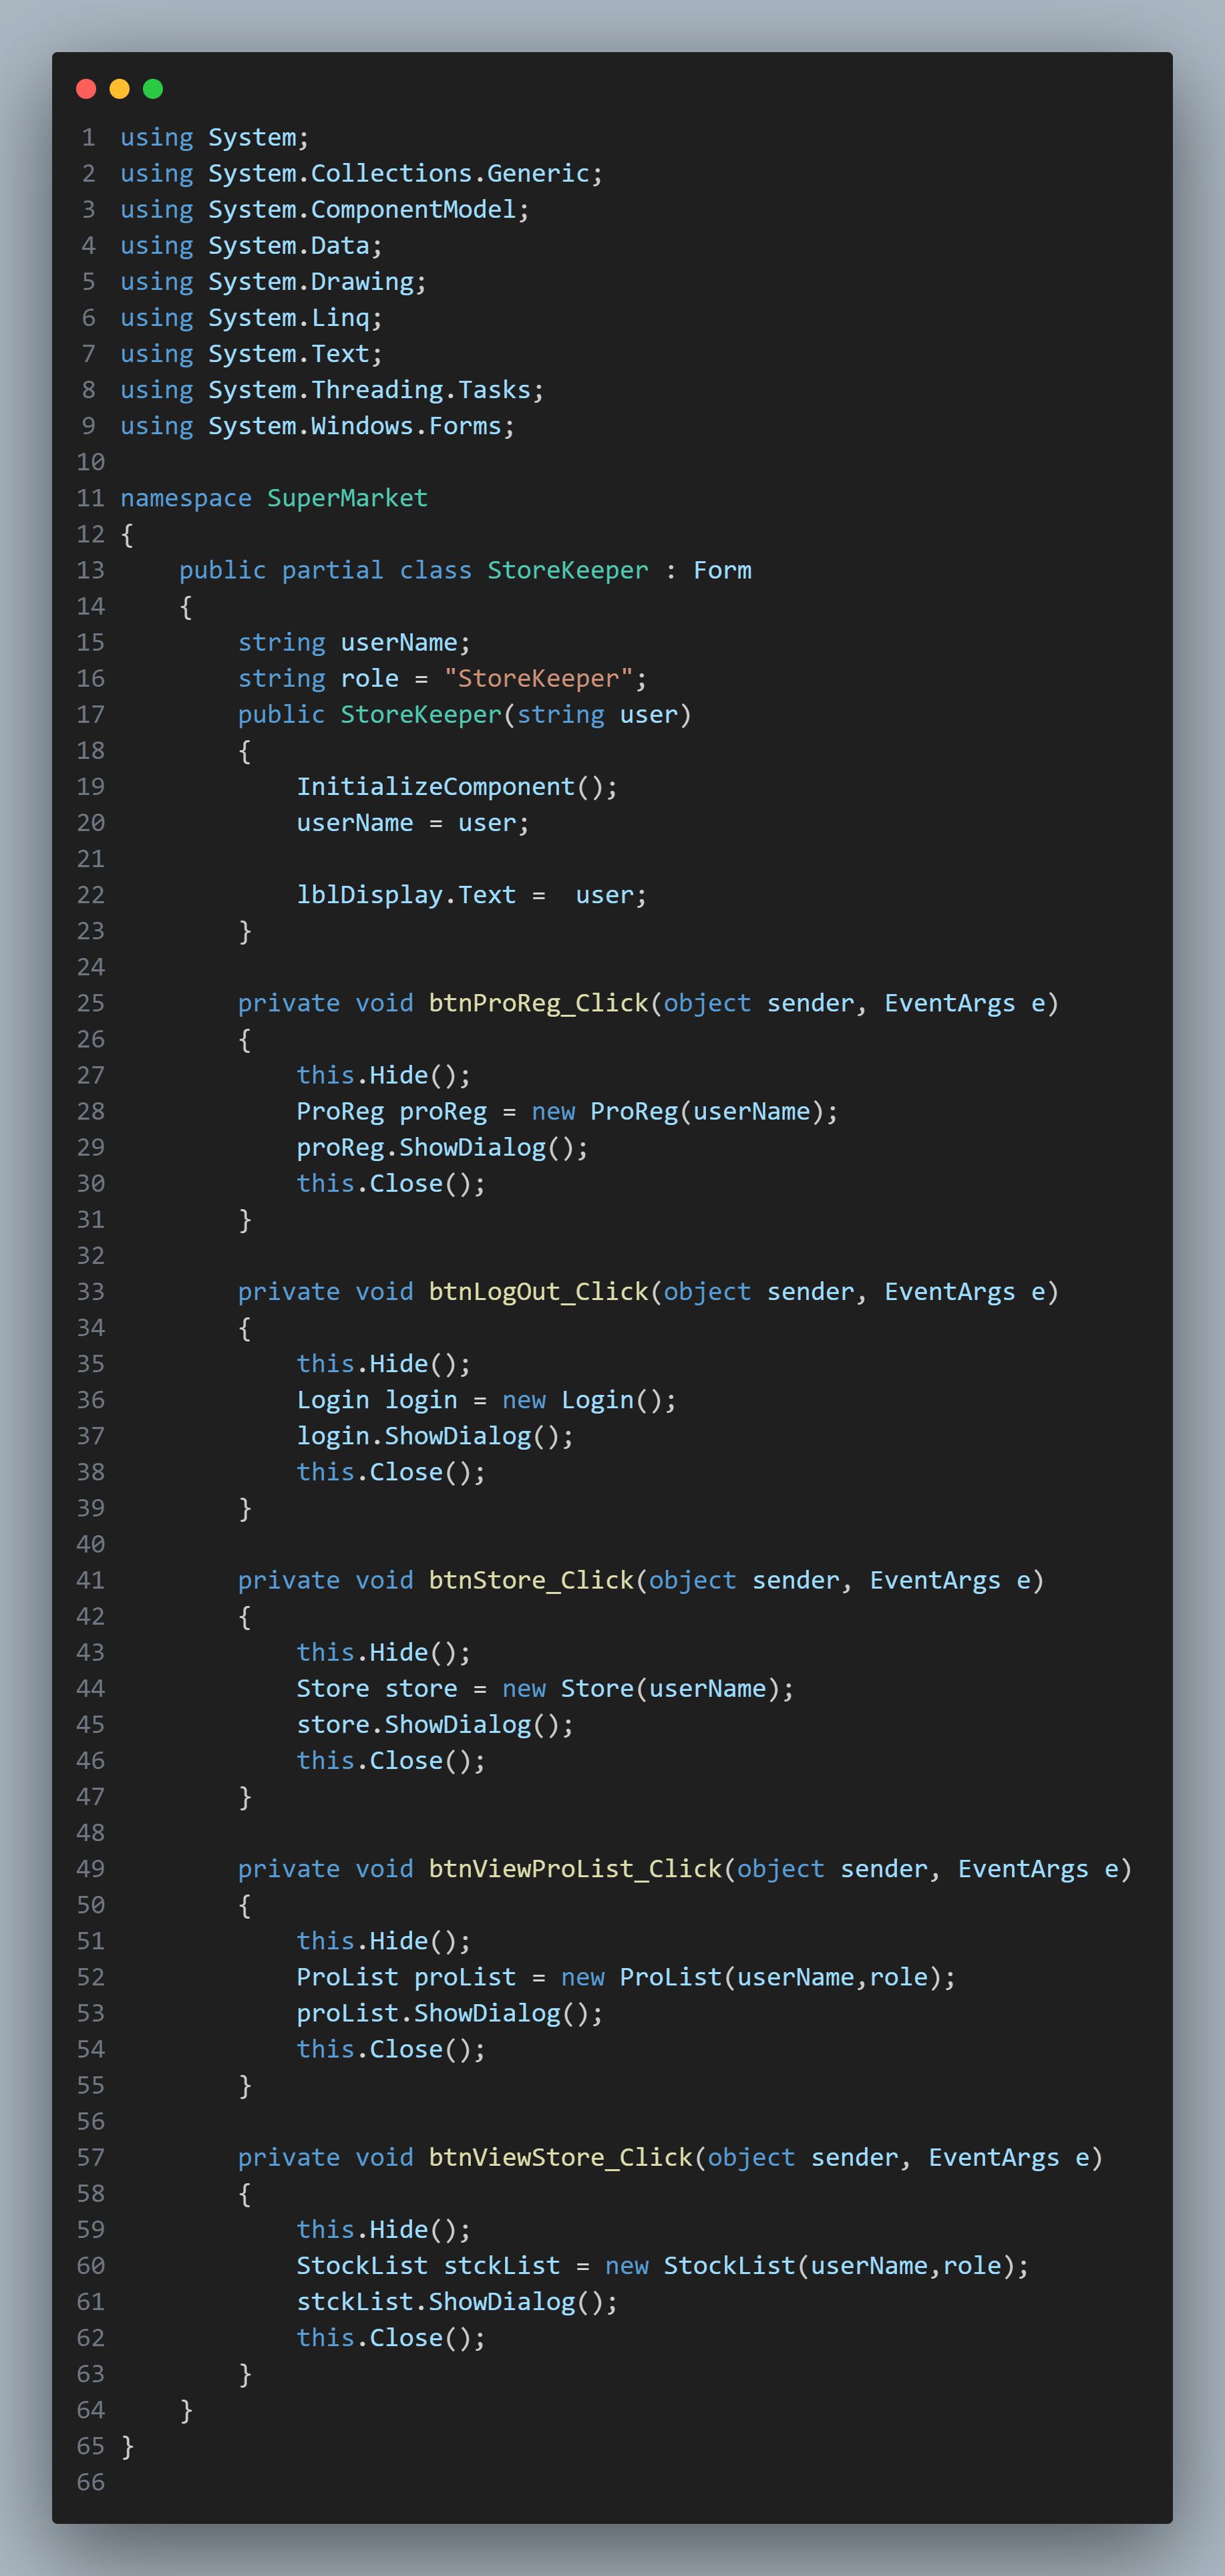 1 using System;
2 using System.Collections.Generic;
3 using System.ComponentModel;
4 using System.Data;
5 using System.Drawing;
6 using System.Linq;
7 using System.Text;
8 using System.Threading.Tasks;
9 using System.Windows.Forms;
10
11 namespace SuperMarket
12 {
13     public partial class StoreKeeper : Form
14     {
15         string userName;
16         string role = "StoreKeeper";
17         public StoreKeeper(string user)
18         {
19             InitializeComponent();
20             userName = user;
21
22             lblDisplay.Text =  user;
23         }
24
25         private void btnProReg_Click(object sender, EventArgs e)
26         {
27             this.Hide();
28             ProReg proReg = new ProReg(userName);
29             proReg.ShowDialog();
30             this.Close();
31         }
32
33         private void btnLogOut_Click(object sender, EventArgs e)
34         {
35             this.Hide();
36             Login login = new Login();
37             login.ShowDialog();
38             this.Close();
39         }
40
41         private void btnStore_Click(object sender, EventArgs e)
42         {
43             this.Hide();
44             Store store = new Store(userName);
45             store.ShowDialog();
46             this.Close();
47         }
48
49         private void btnViewProList_Click(object sender, EventArgs e)
50         {
51             this.Hide();
52             ProList proList = new ProList(userName,role);
53             proList.ShowDialog();
54             this.Close();
55         }
56
57         private void btnViewStore_Click(object sender, EventArgs e)
58         {
59             this.Hide();
60             StockList stckList = new StockList(userName,role);
61             stckList.ShowDialog();
62             this.Close();
63         }
64     }
65 }
66